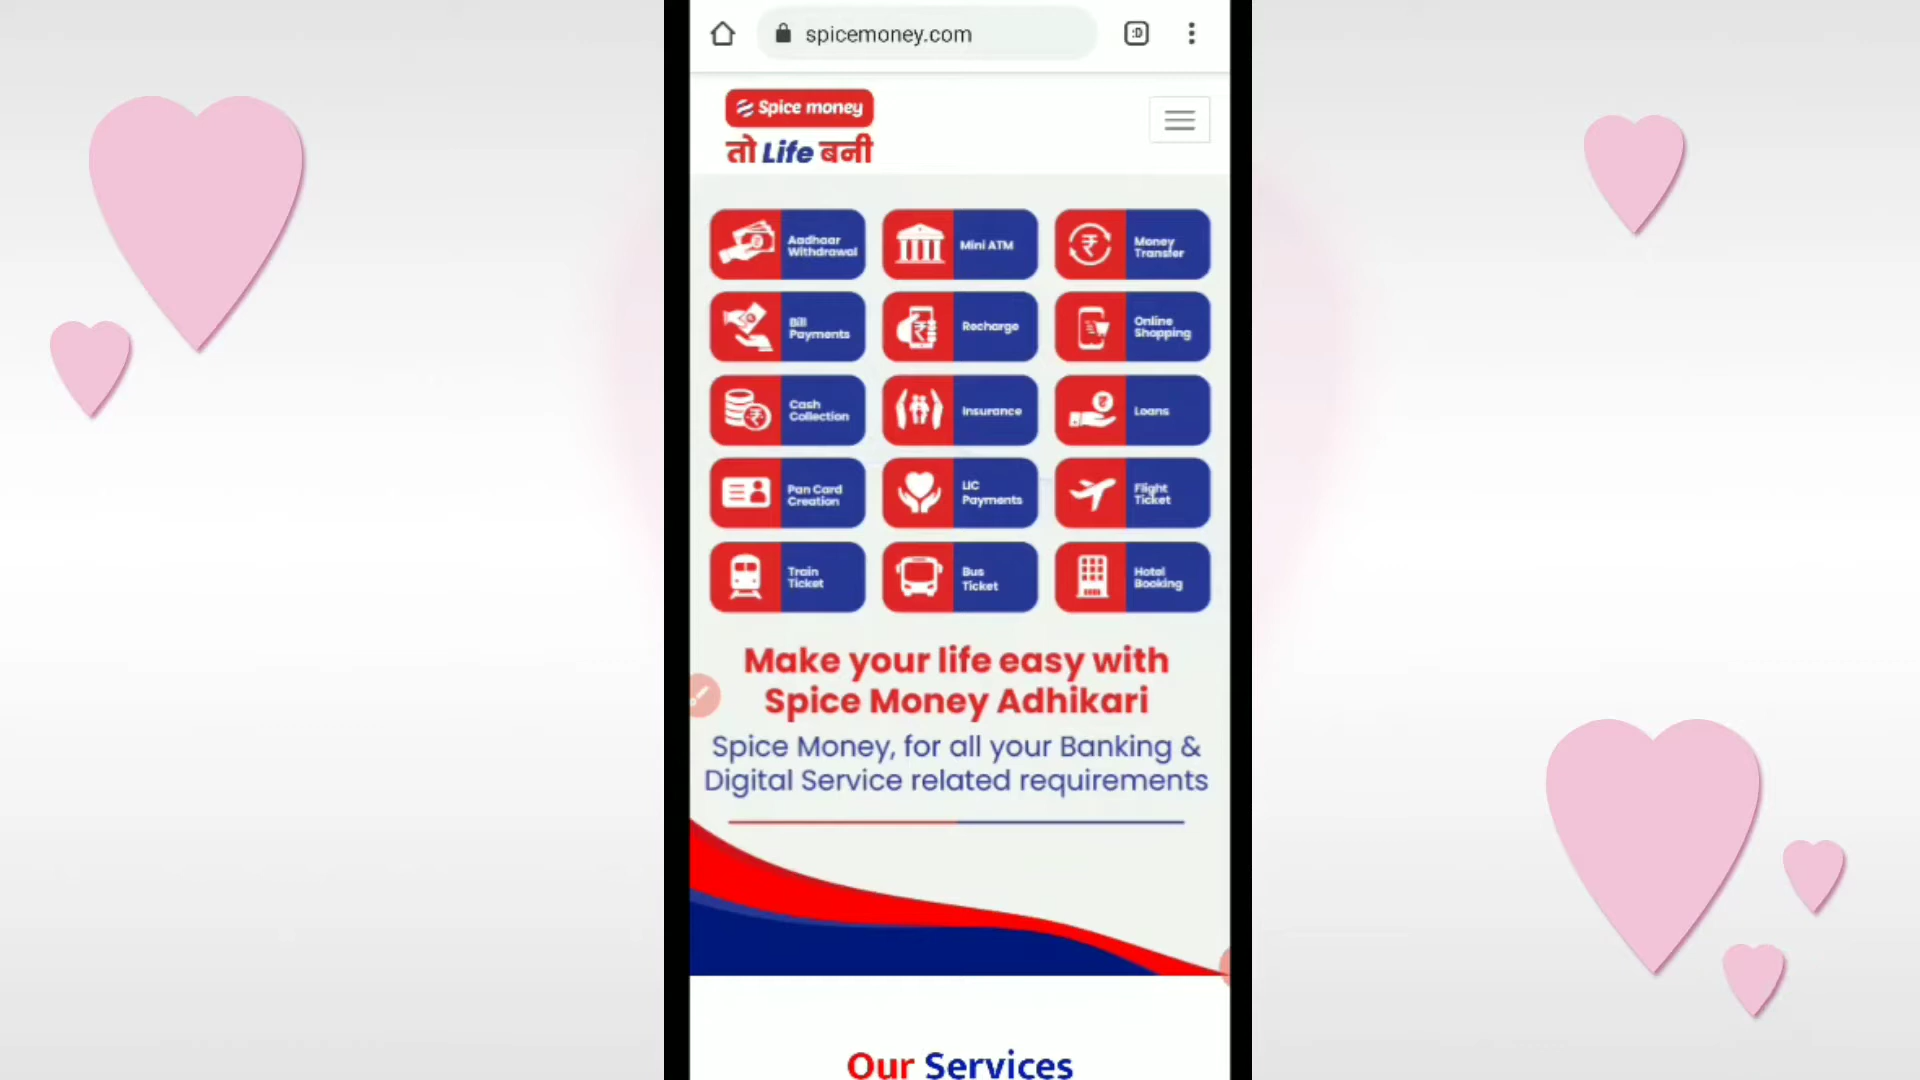 spicemoney.com
:D
Spice money
तो Life बनी
Aadhaar
Withdrawal
Mini ATM
Money
Transfer
Bill
Payments
Recharge
Online
Shopping
Cash
Collection
Insurance
Loans
Pan Card
Creation
LIC
Payments
Flight
Ticket
Train
Ticket
Bus
Ticket
Hotel
Booking
Make your life easy with
Spice Money Adhikari
Spice Money, for all your Banking &
Digital Service related requirements
Our Services